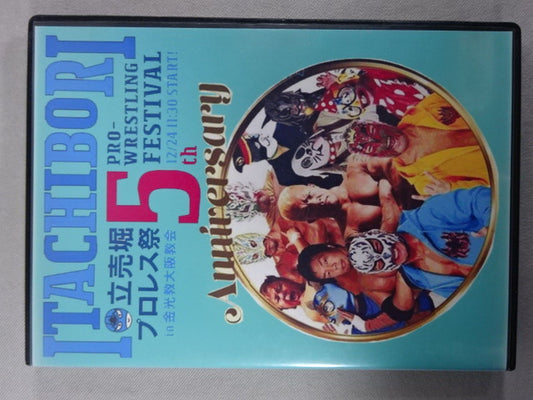 ITACHIBORI
立売堀
プロレス祭
in 金光教大阪教会
5th
PRO-
WRESTLING
FESTIVAL
12/24 11:30 START!
Anniversary